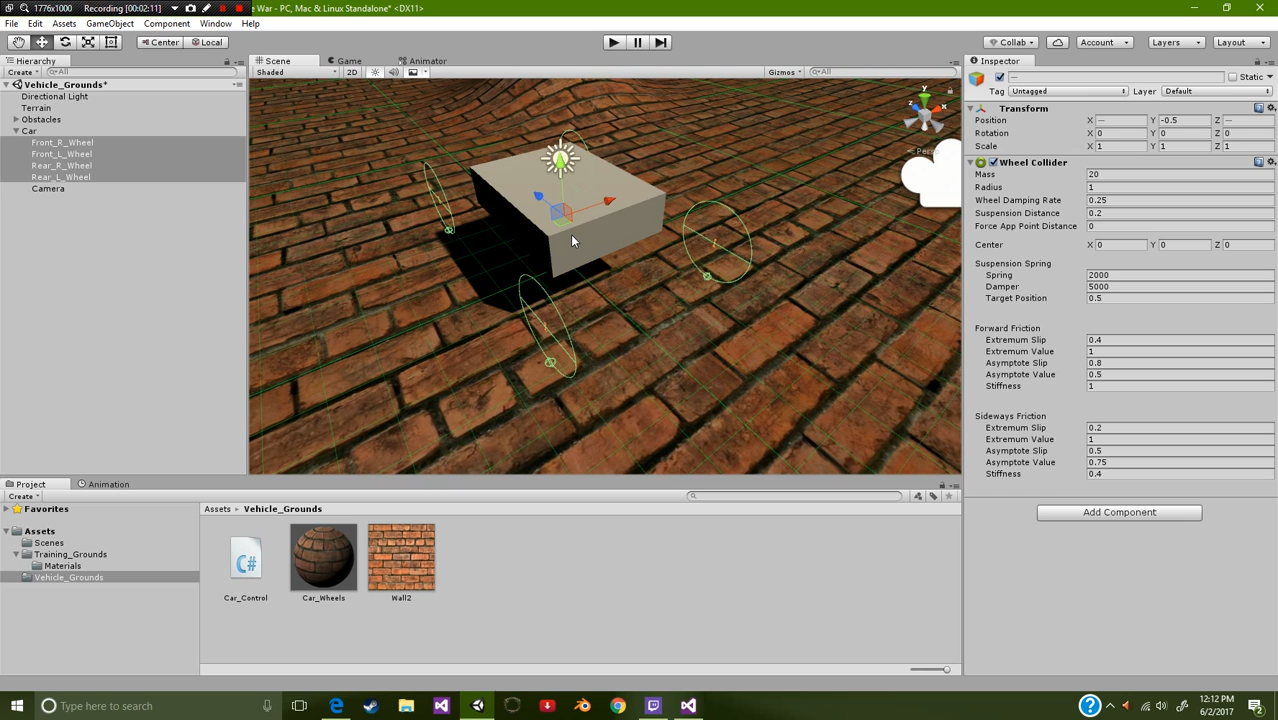 1776x1000 Recording [00:02:11] e War - PC, Mac & Linux Standalone* <DX11>
File Edit Assets GameObject Component Window Help
Center Local Collab Account Layers Layout
Hierarchy Scene Game Animator Inspector
Create All Shaded 2D Gizmos All Static
Vehicle_Grounds* Tag Untagged Layer Default
Directional Light
Terrain Transform
Obstacles Position X — Y -0.5 Z —
Car Rotation X 0 Y 0 Z 0
Front_R_Wheel Scale X 1 Y 1 Z 1
Front_L_Wheel Wheel Collider
Rear_R_Wheel Mass 20
Rear_L_Wheel Radius 1
Camera Wheel Damping Rate 0.25
Suspension Distance 0.2
Force App Point Distance 0
Center X 0 Y 0 Z 0
Suspension Spring
Spring 2000
Damper 5000
Target Position 0.5
Forward Friction
Extremum Slip 0.4
Extremum Value 1
Asymptote Slip 0.8
Asymptote Value 0.5
Stiffness 1
Sideways Friction
Extremum Slip 0.2
Extremum Value 1
Asymptote Slip 0.5
Asymptote Value 0.75
Stiffness 0.4
Add Component
y
z x
Persp
Project Animation
Create
Favorites Assets Vehicle_Grounds
Assets
Scenes
Training_Grounds
Materials
Vehicle_Grounds
C#
Car_Control Car_Wheels Wall2
Type here to search
12:12 PM
6/2/2017
2